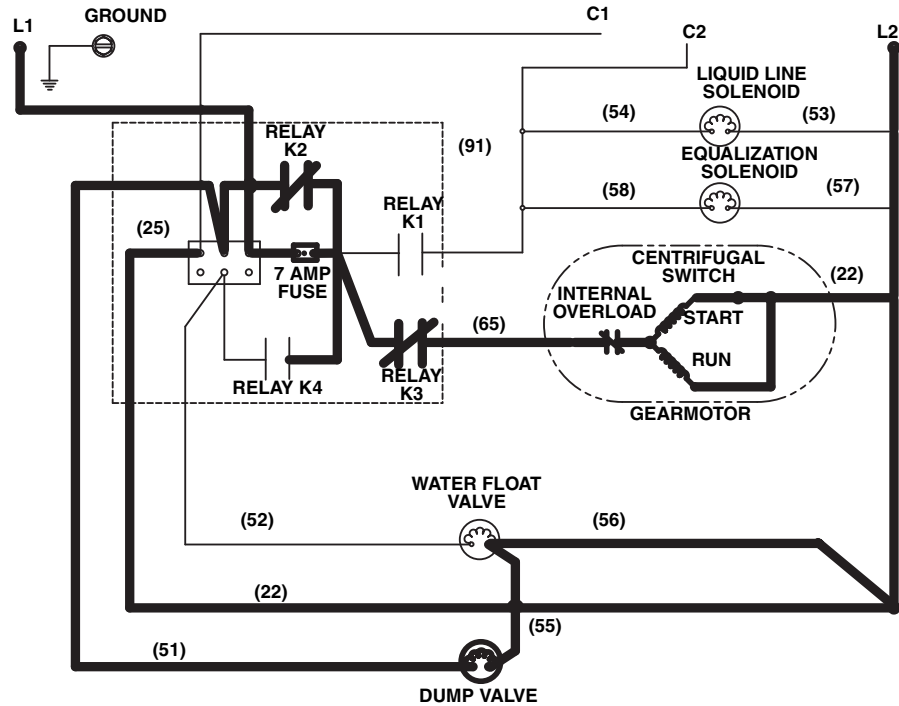 GROUND
C1
L1
C2
L2
LIQUID LINE
SOLENOID
(54)
(53)
RELAY
K2
(91)
EQUALIZATION
SOLENOID
(58)
(57)
RELAY
K1
(25)
7 AMP
FUSE
CENTRIFUGAL
SWITCH
(22)
INTERNAL
OVERLOAD
START
(65)
RUN
RELAY K4
RELAY
K3
GEARMOTOR
WATER FLOAT
VALVE
(52)
(56)
(22)
(55)
(51)
DUMP VALVE